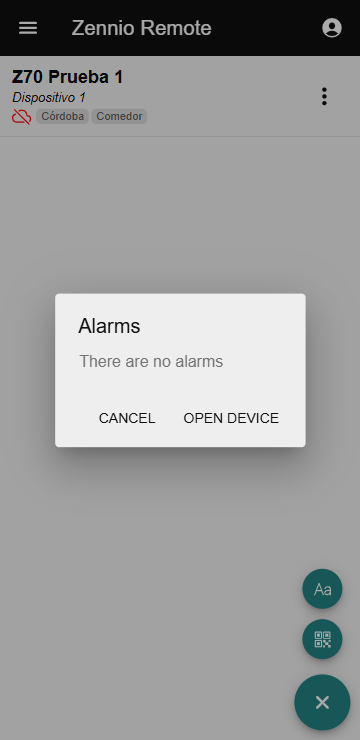 Zennio Remote
Z70 Prueba 1
Dispositivo 1
Córdoba Comedor
Alarms
There are no alarms
CANCEL OPEN DEVICE
Aa